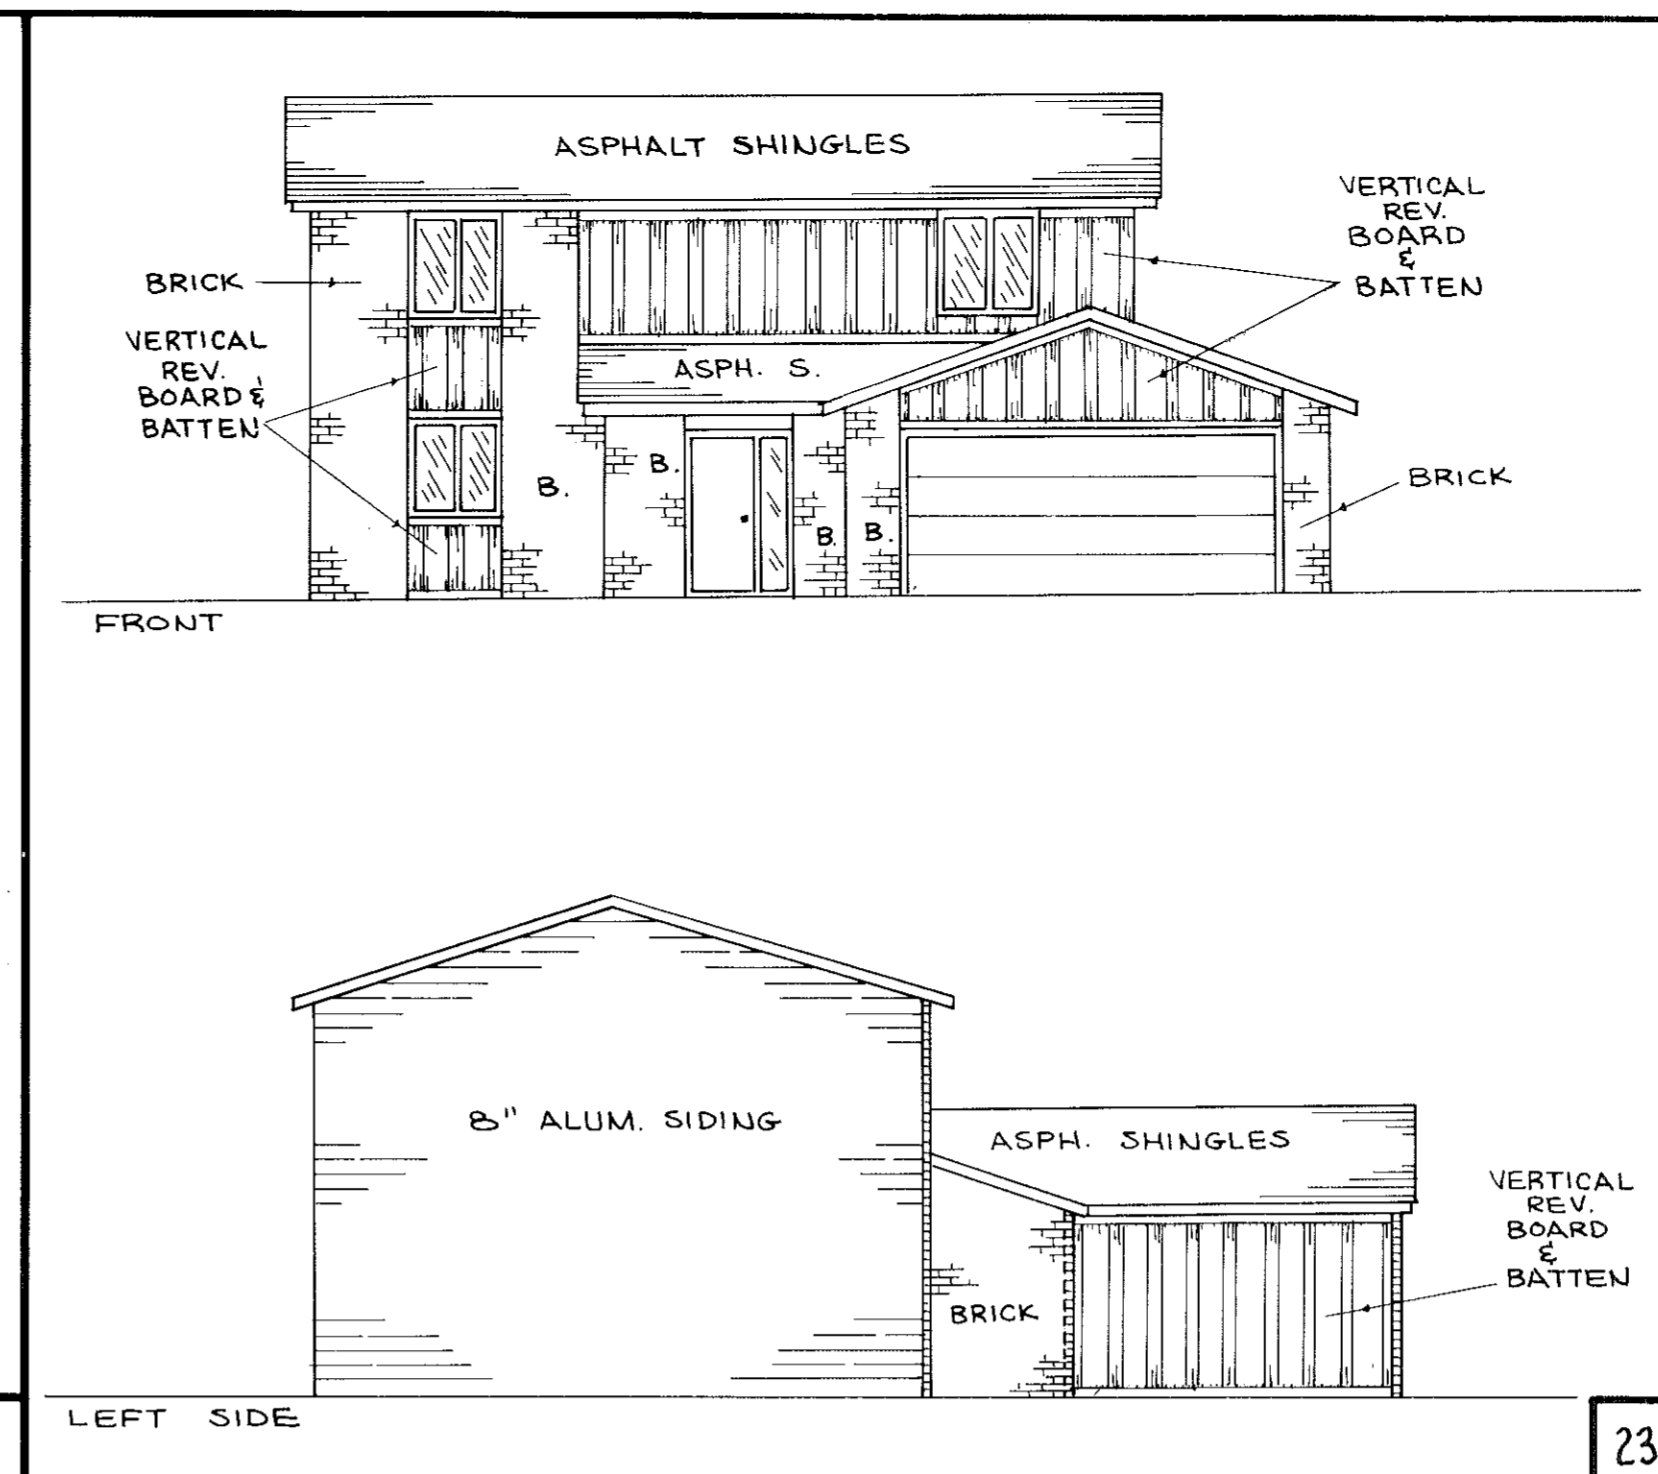 ASPHALT SHINGLES
VERTICAL
REV.
BOARD
&
BATTEN
BRICK
VERTICAL
REV.
BOARD &
BATTEN
ASPH. S.
B.
B.
B.
B.
BRICK
FRONT
8" ALUM. SIDING
ASPH. SHINGLES
VERTICAL
REV.
BOARD
&
BATTEN
BRICK
LEFT SIDE
23